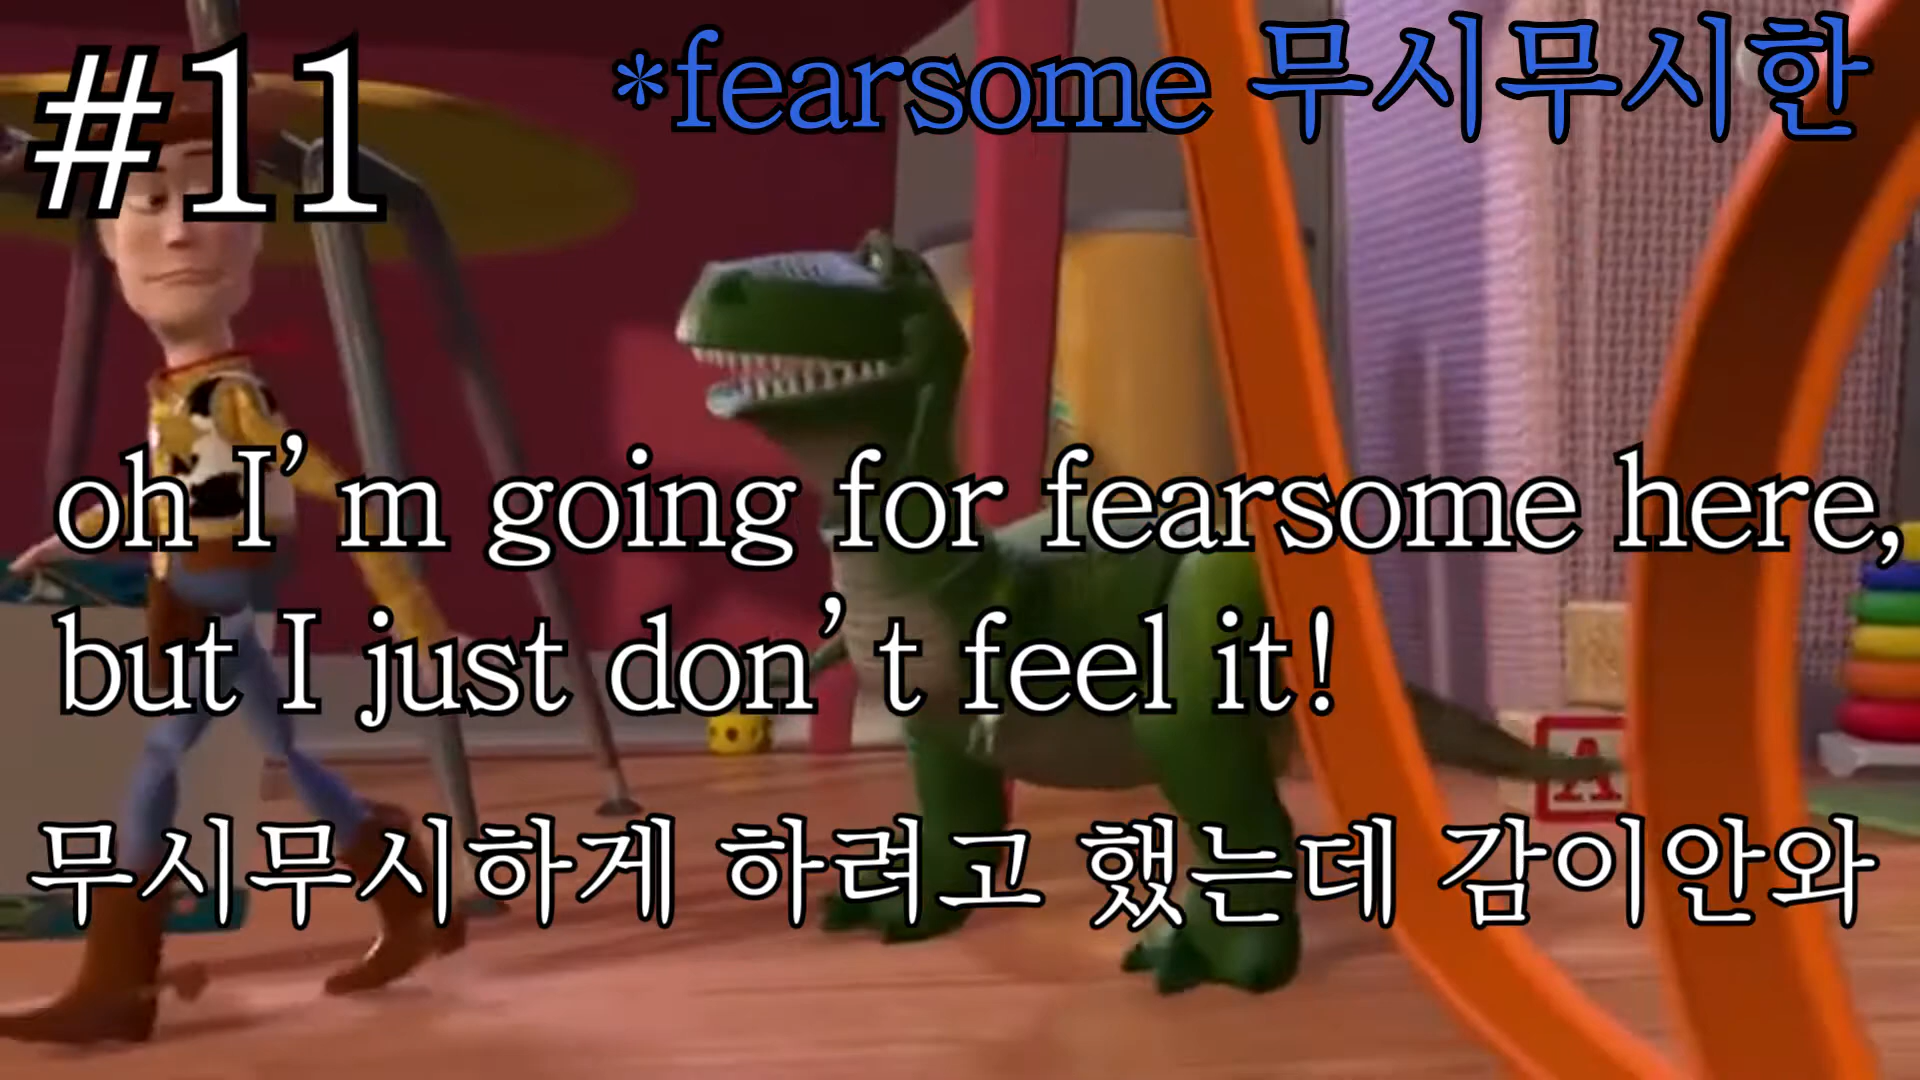 #11
*fearsome 무시무시한
oh I’m going for fearsome here,
but I just don’t feel it!
무시무시하게 하려고 했는데 감이안와
A